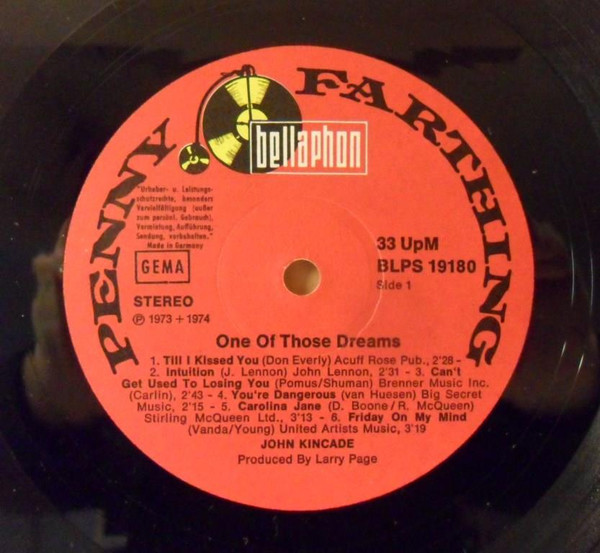 PENNY FARTHING
bellaphon
"Urheber- u. Leistungs-
schutzrechte, besonders
Vervielfältigung (außer
zum persönl. Gebrauch),
Vermietung, Aufführung,
Sendung, vorbehalten."
Made in Germany
GEMA
STEREO
Ⓟ 1973 + 1974
33 UpM
BLPS 19180
Side 1
One Of Those Dreams
1. Till I Kissed You (Don Everly) Acuff Rose Pub., 2'28 -
2. Intuition (J. Lennon) John Lennon, 2'31 - 3. Can't
Get Used To Losing You (Pomus/Shuman) Brenner Music Inc.
(Carlin), 2'43 - 4. You're Dangerous (van Huesen) Big Secret
Music, 2'15 - 5. Carolina Jane (D. Boone/R. McQueen)
Stirling McQueen Ltd., 3'13 - 6. Friday On My Mind
(Vanda/Young) United Artists Music, 3'19
JOHN KINCADE
Produced By Larry Page